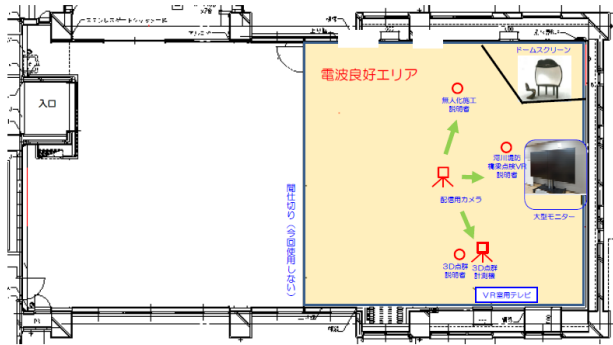 ドームスクリーン
電波良好エリア
入口
無人化施工
説明者
河川堤防
橋梁点検VR
説明者
配信用カメラ
大型モニター
間仕切り（今回使用しない）
3D点群
説明者
3D点群
計測機
VR室用テレビ